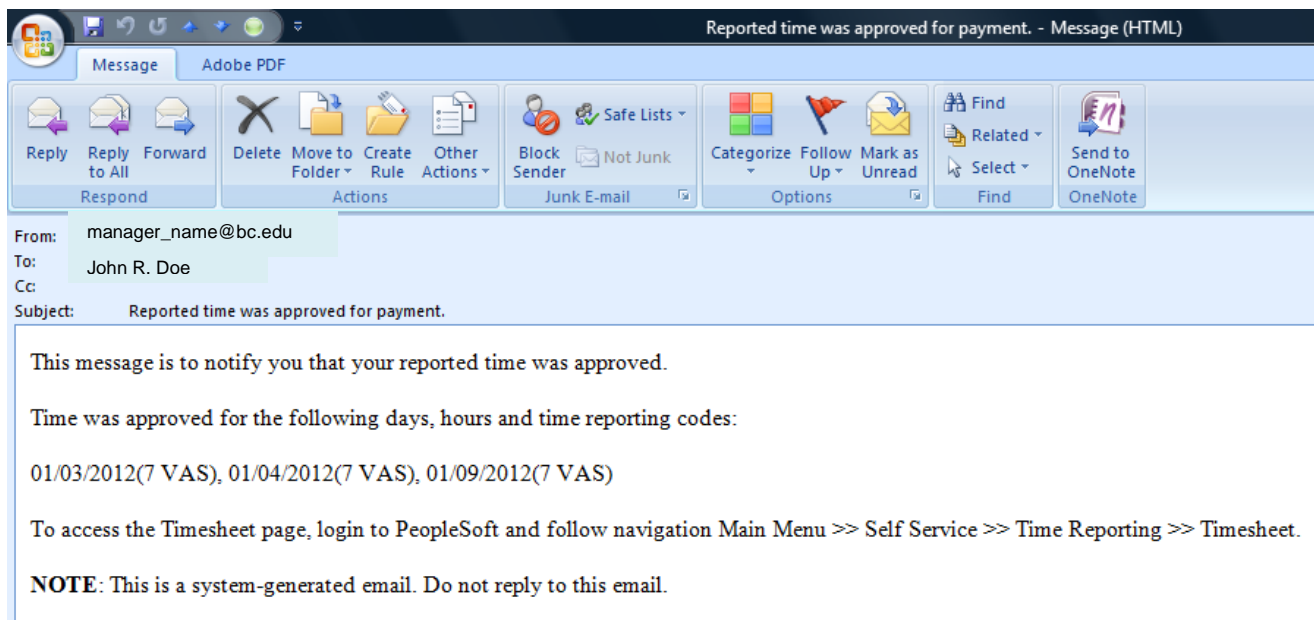 Reported time was approved for payment. - Message (HTML)
Message Adobe PDF
Reply Reply to All Forward Delete Move to Folder Create Rule Other Actions Block Sender Safe Lists Not Junk Categorize Follow Up Mark as Unread Find Related Select Send to OneNote
Respond Actions Junk E-mail Options Find OneNote
From: manager_name@bc.edu
To: John R. Doe
Cc:
Subject: Reported time was approved for payment.
This message is to notify you that your reported time was approved.
Time was approved for the following days, hours and time reporting codes:
01/03/2012(7 VAS), 01/04/2012(7 VAS), 01/09/2012(7 VAS)
To access the Timesheet page, login to PeopleSoft and follow navigation Main Menu >> Self Service >> Time Reporting >> Timesheet.
NOTE: This is a system-generated email. Do not reply to this email.